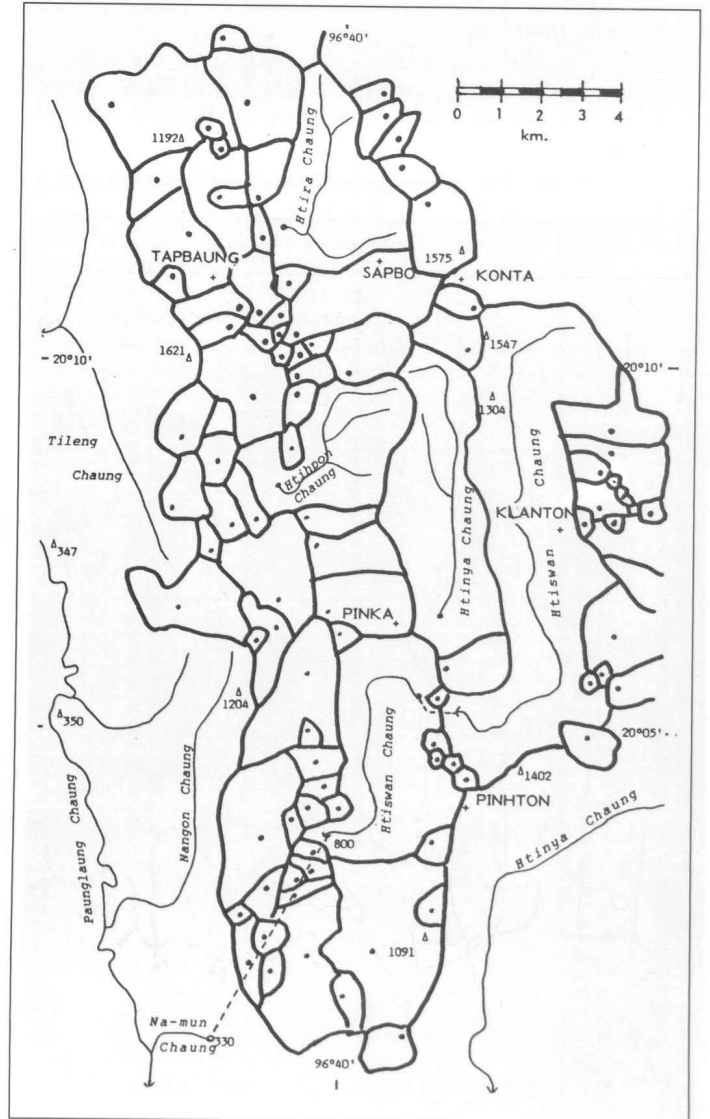 96°40'
0 1 2 3 4
km.
1192
Htira Chaung
TAPBAUNG
SAPBO
1575
KONTA
1621
20°10'
1547
20°10'
1304
Tileng
Chaung
Htihpon
Chaung
Htinya Chaung
Htiswan Chaung
KLANTON
347
PINKA
1204
350
20°05'
Nangon Chaung
Htiswan Chaung
1402
PINHTON
Paunglaung Chaung
Htinya Chaung
800
1091
Na-mun
Chaung
330
96°40'